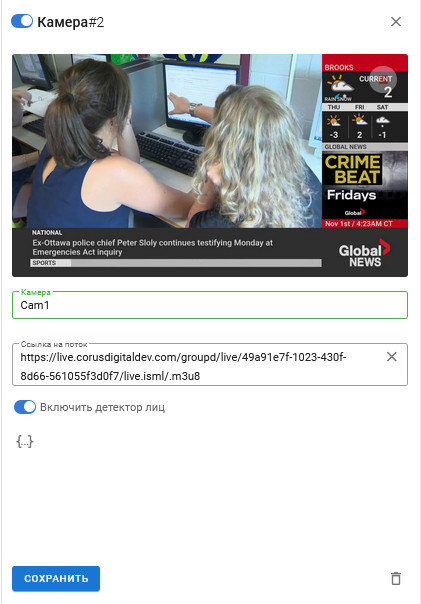 Камера#2
BROOKS
CURRENT
2
RAIN SNOW
THU FRI SAT
-3 2 -1
GLOBAL NEWS
CRIME
BEAT
Fridays
Global
Nov 1st / 4:23AM CT
NATIONAL
Ex-Ottawa police chief Peter Sloly continues testifying Monday at
Emergencies Act inquiry
SPORTS
Global
NEWS
Камера
Cam1
Ссылка на поток
https://live.corusdigitaldev.com/groupd/live/49a91e7f-1023-430f-
8d66-561055f3d0f7/live.isml/.m3u8
Включить детектор лиц
{...}
СОХРАНИТЬ